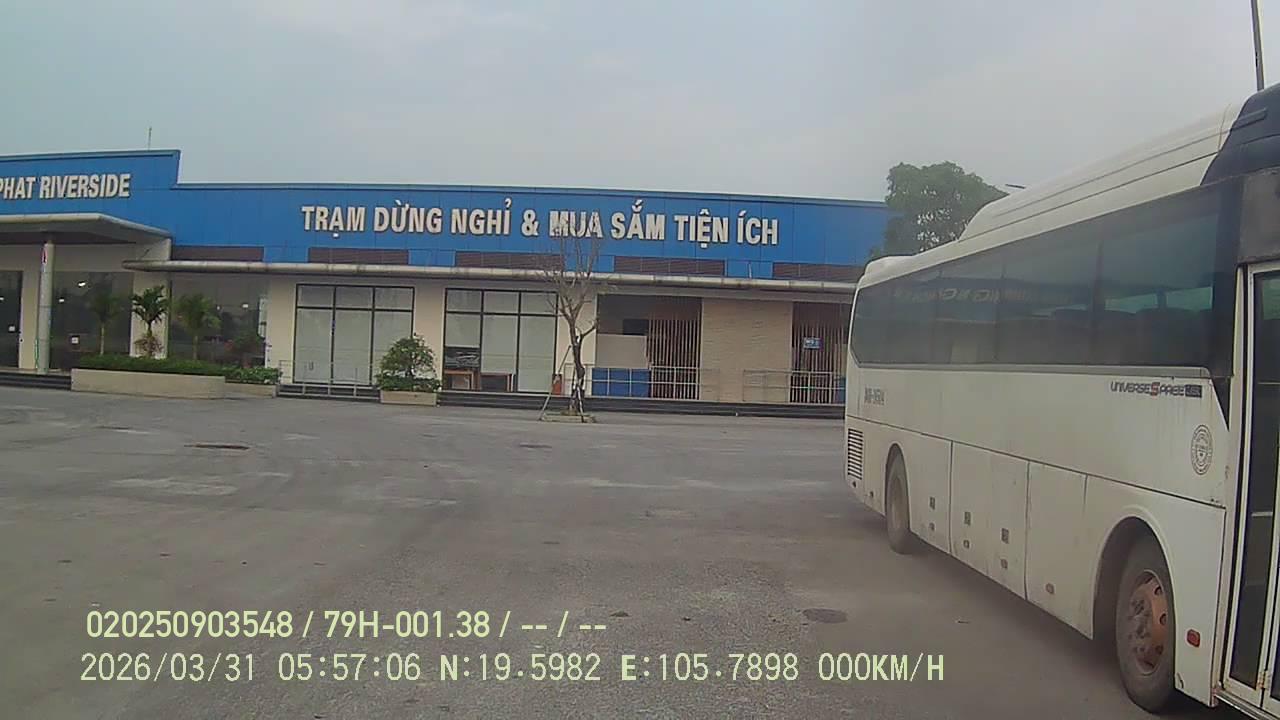 PHAT RIVERSIDE
TRẠM DỪNG NGHỈ & MUA SẮM TIỆN ÍCH
UNIVERSE SPACE
020250903548 / 79H-001.38 / -- / --
2026/03/31 05:57:06 N:19.5982 E:105.7898 000KM/H